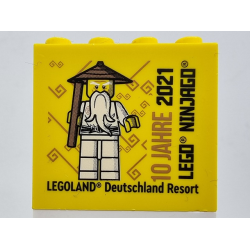 10 JAHRE 2021
LEGO® NINJAGO®
LEGOLAND® Deutschland Resort